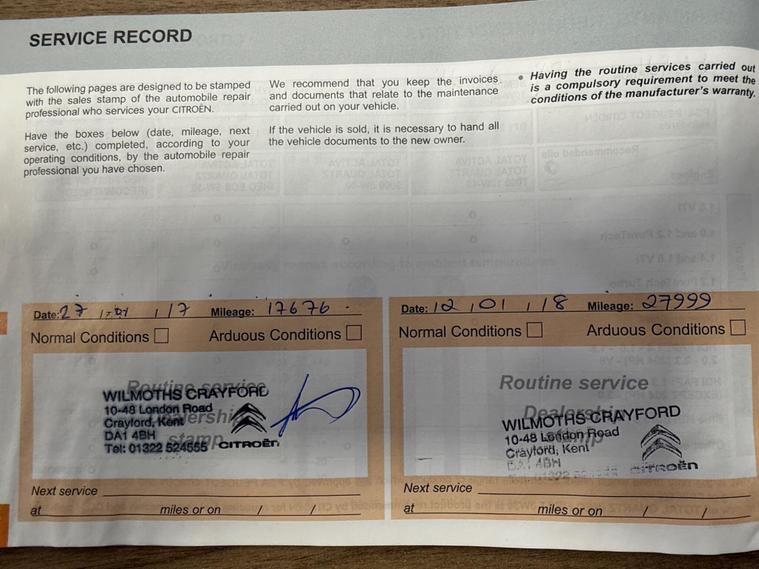 SERVICE RECORD
The following pages are designed to be stamped
with the sales stamp of the automobile repair
professional who services your CITROËN.
Have the boxes below (date, mileage, next
service, etc.) completed, according to your
operating conditions, by the automobile repair
professional you have chosen.
We recommend that you keep the invoices
and documents that relate to the maintenance
carried out on your vehicle.
If the vehicle is sold, it is necessary to hand all
the vehicle documents to the new owner.
• Having the routine services carried out
is a compulsory requirement to meet the
conditions of the manufacturer's warranty.
Date: 27 / 01 / 17 Mileage: 17676
Normal Conditions Arduous Conditions
Routine service
Dealership
stamp
WILMOTHS CRAYFORD
10-48 London Road
Crayford, Kent
DA1 4BH
Tel: 01322 524555
CITROËN
Next service
at miles or on / /
Date: 12 / 01 / 18 Mileage: 27999
Normal Conditions Arduous Conditions
Routine service
Dealership
stamp
WILMOTHS CRAYFORD
10-48 London Road
Crayford, Kent
DA1 4BH
CITROËN
Next service
at miles or on / /